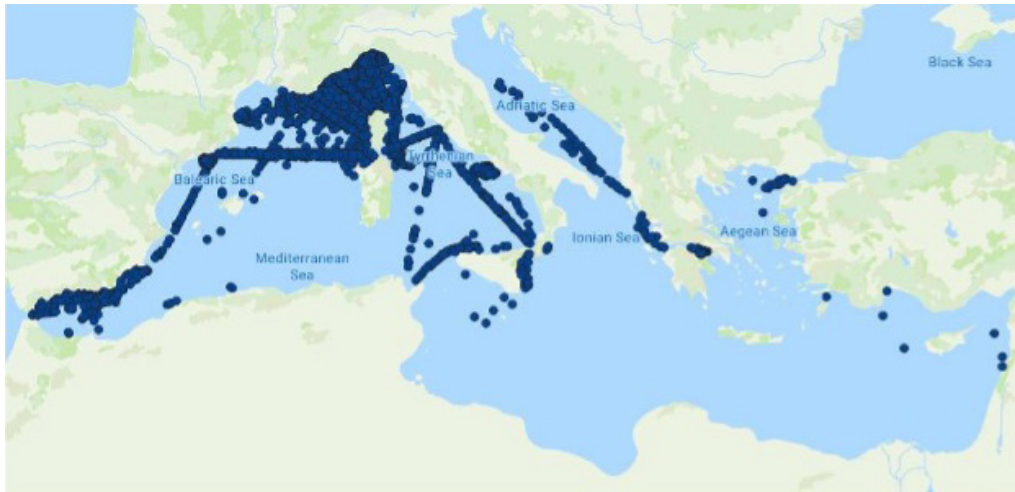 Black Sea
Adriatic Sea
Tyrrhenian
Sea
Balearic Sea
Aegean Sea
Ionian Sea
Mediterranean
Sea